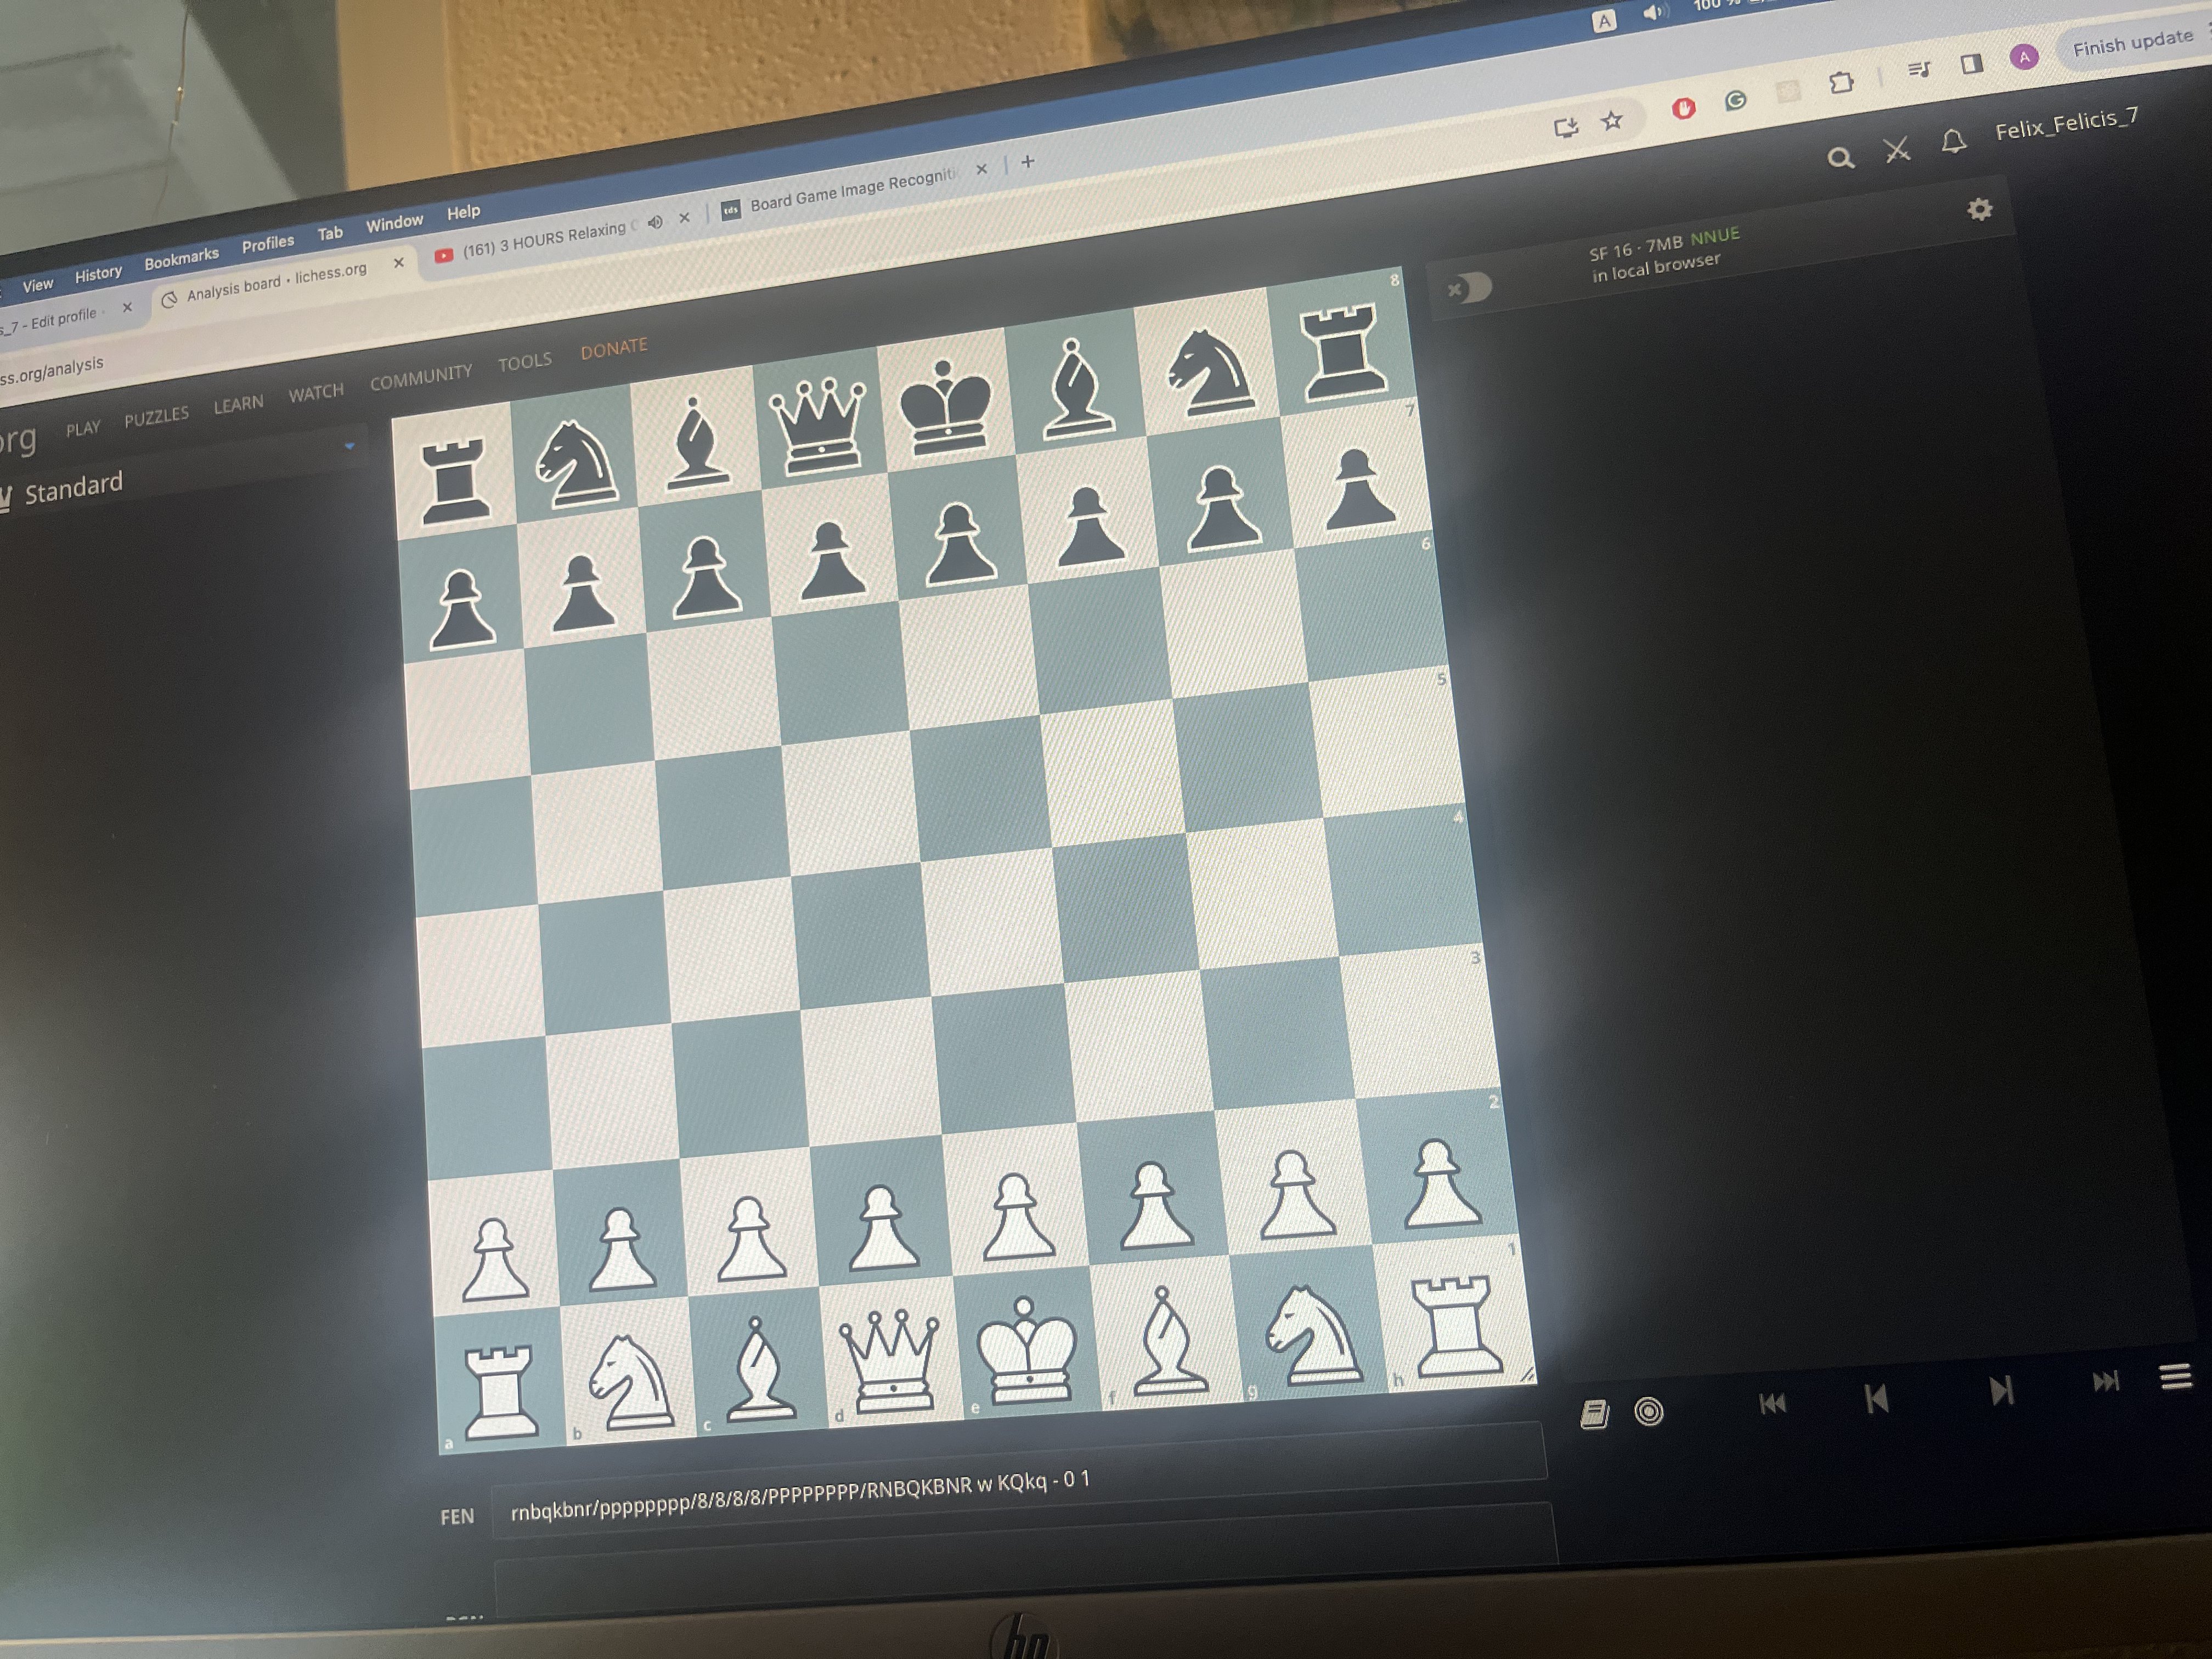 View History Bookmarks Profiles Tab Window Help
A
s_7 - Edit profile
Analysis board • lichess.org
(161) 3 HOURS Relaxing
tds Board Game Image Recogniti
A
Finish update
ss.org/analysis
org PLAY PUZZLES LEARN WATCH COMMUNITY TOOLS DONATE
Felix_Felicis_7
Standard
SF 16 · 7MB NNUE
in local browser
8
7
6
5
4
3
2
1
a b c d e f g h
FEN rnbqkbnr/pppppppp/8/8/8/8/PPPPPPPP/RNBQKBNR w KQkq - 0 1
hp